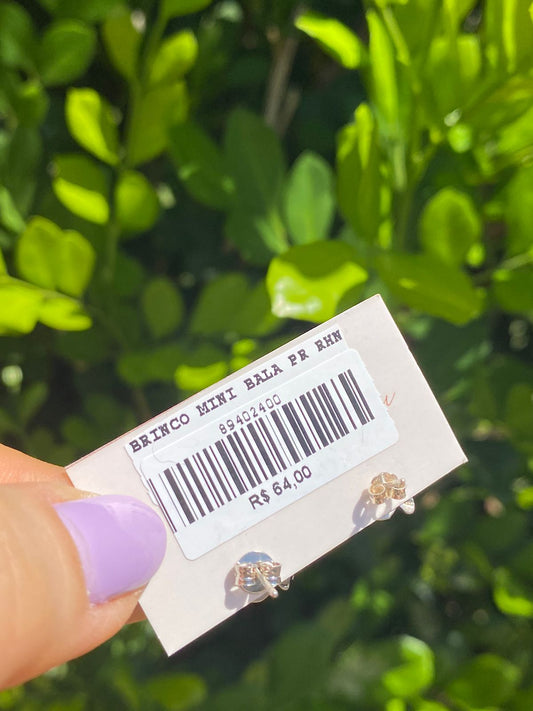 BRINCO MINI BALA PR RHN
89402400
R$ 64,00